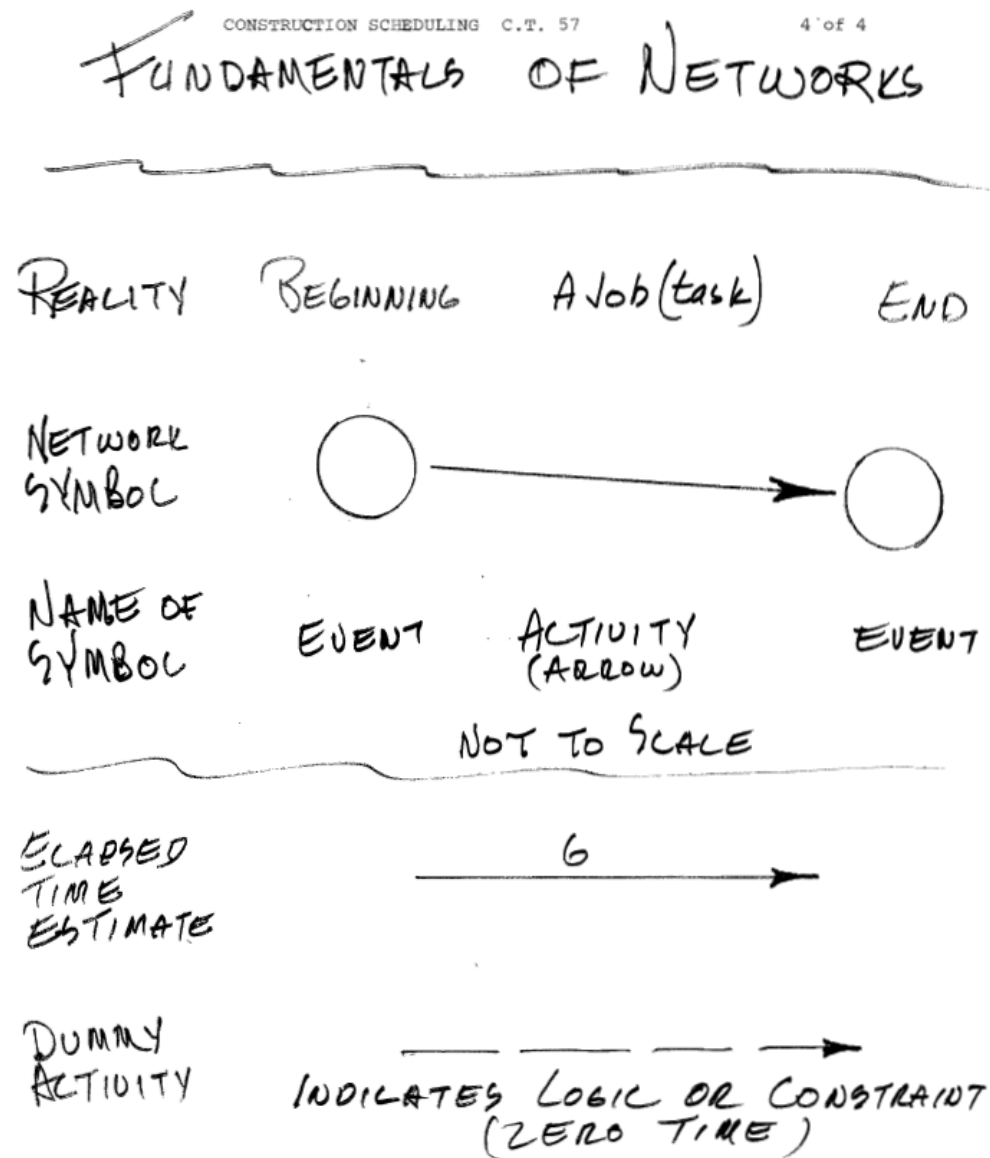 CONSTRUCTION SCHEDULING C.T. 57 4 of 4
FUNDAMENTALS OF NETWORKS
REALITY BEGINNING A Job (task) END
NETWORK
SYMBOL
NAME OF
SYMBOL
EVENT ACTIVITY EVENT
(ARROW)
NOT TO SCALE
ELAPSED
TIME
ESTIMATE
6
DUMMY
ACTIVITY
INDICATES LOGIC OR CONSTRAINT
(ZERO TIME)